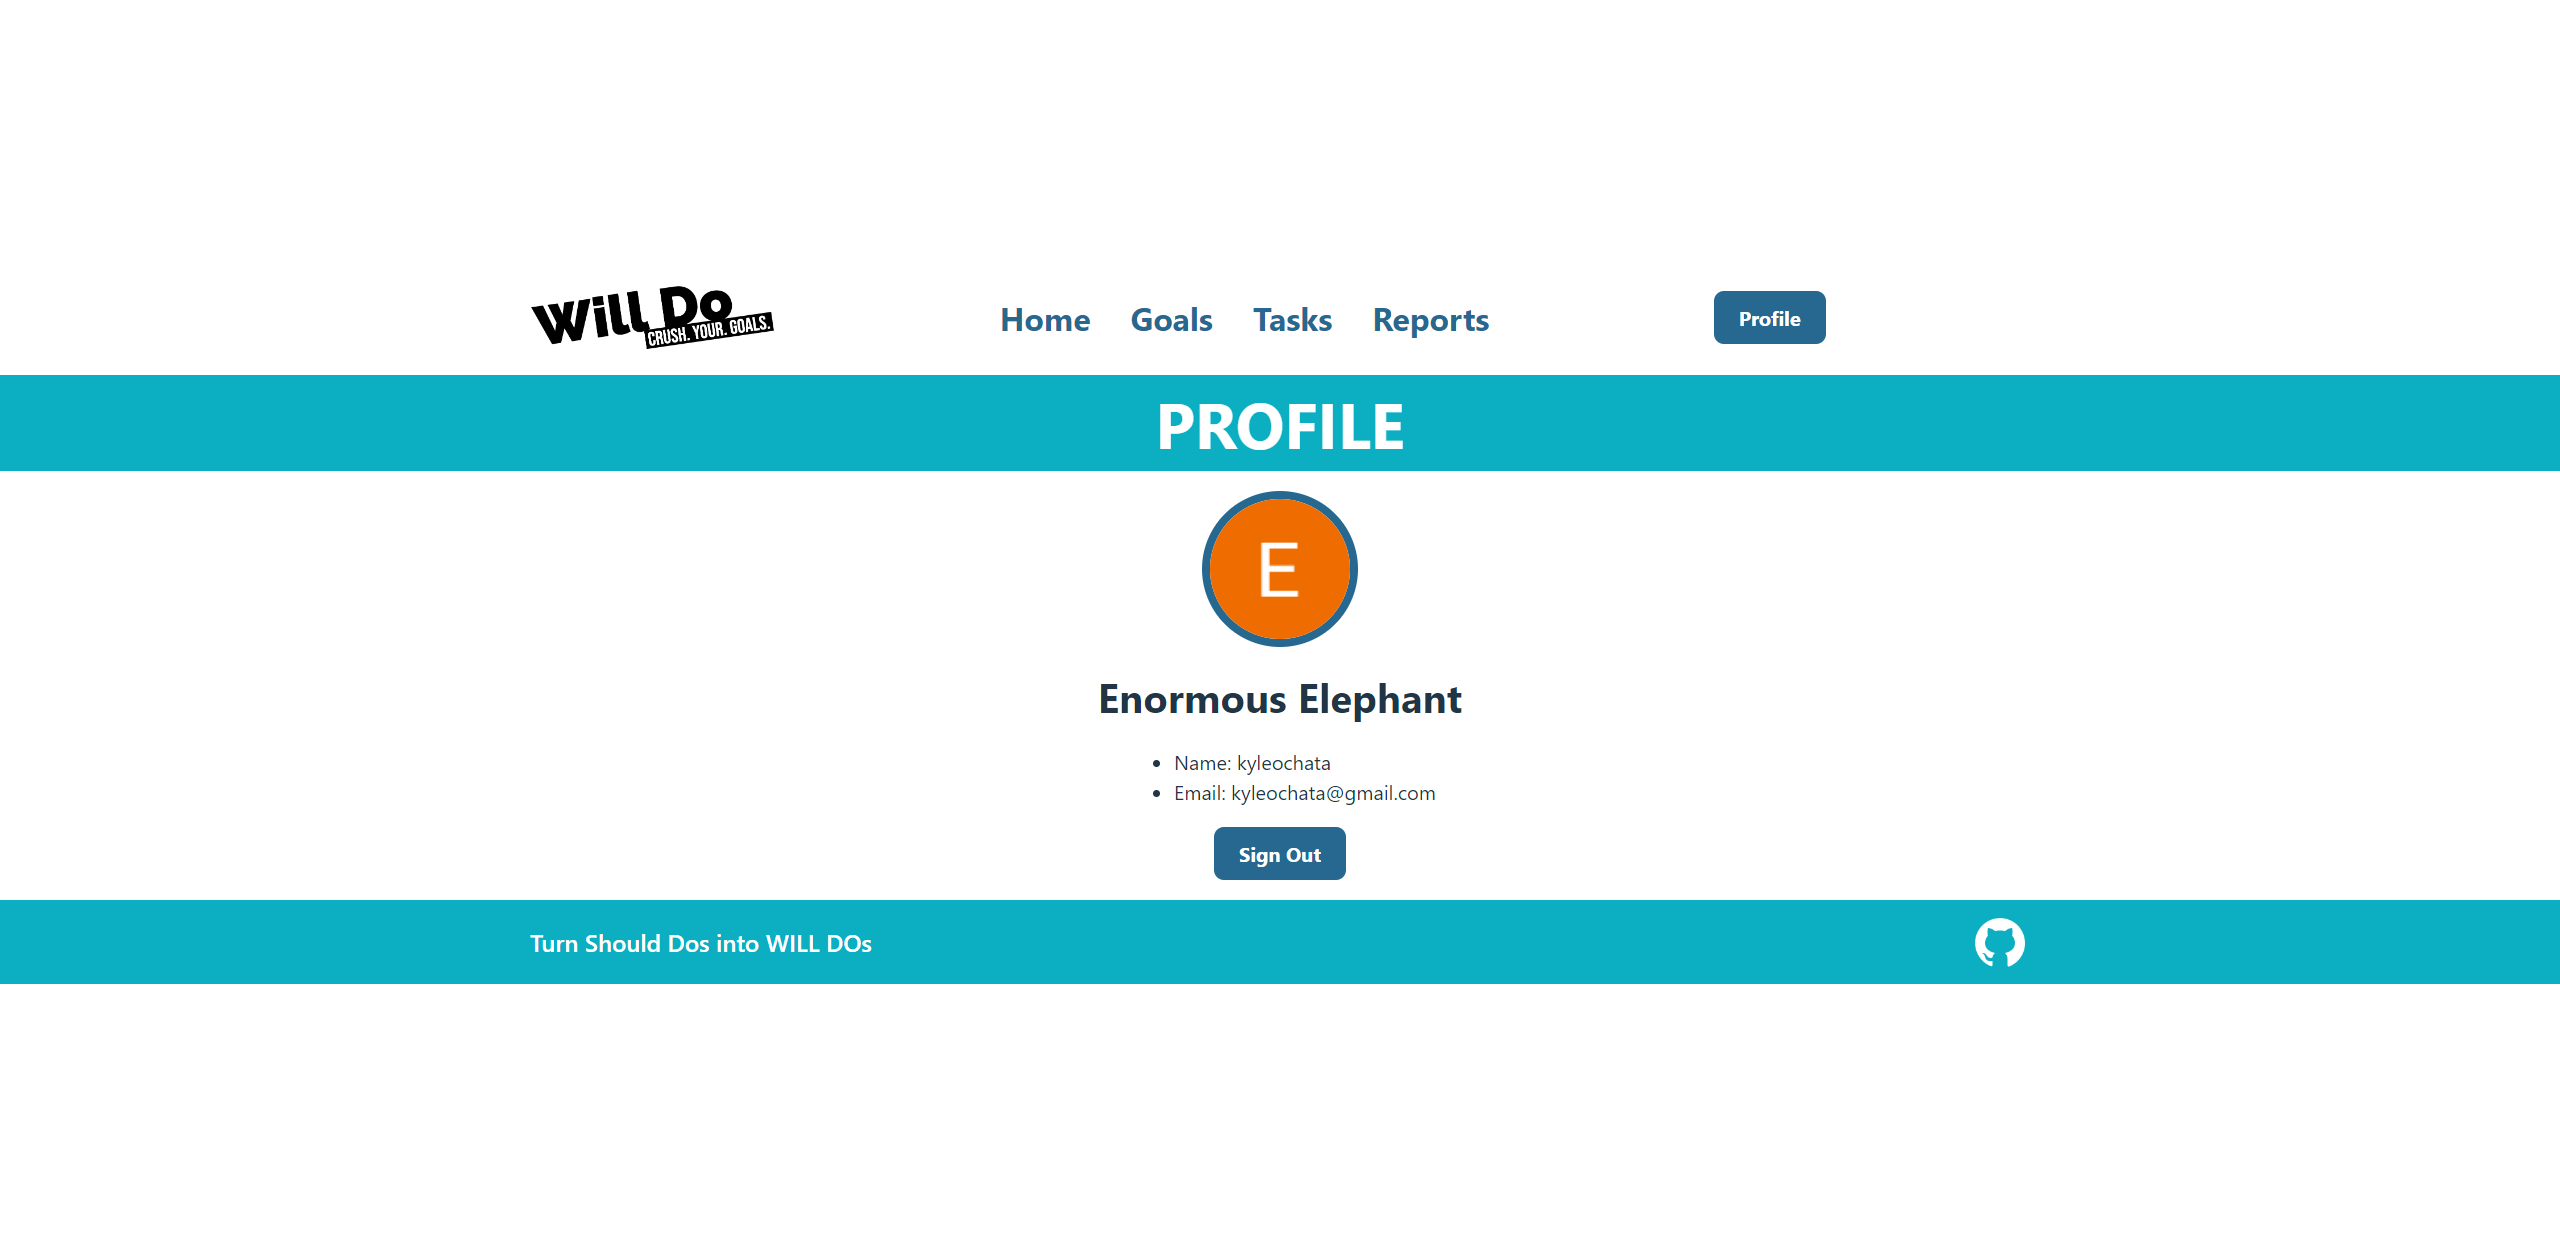 Will Do
CRUSH. YOUR. GOALS.
Home Goals Tasks Reports
Profile
PROFILE
E
Enormous Elephant
Name: kyleochata
Email: kyleochata@gmail.com
Sign Out
Turn Should Dos into WILL DOs